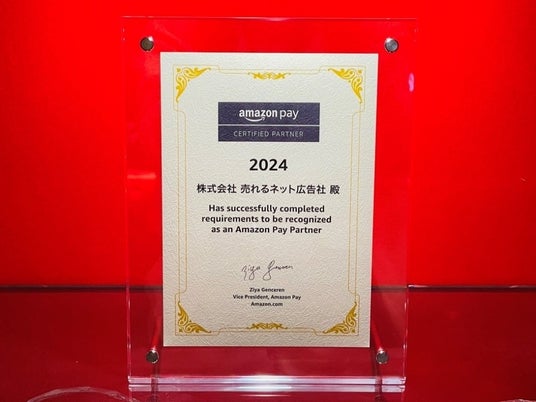 amazon pay
CERTIFIED PARTNER
2024
株式会社 売れるネット広告社 殿
Has successfully completed
requirements to be recognized
as an Amazon Pay Partner
Ziya Genceren
Ziya Genceren
Vice President, Amazon Pay
Amazon.com